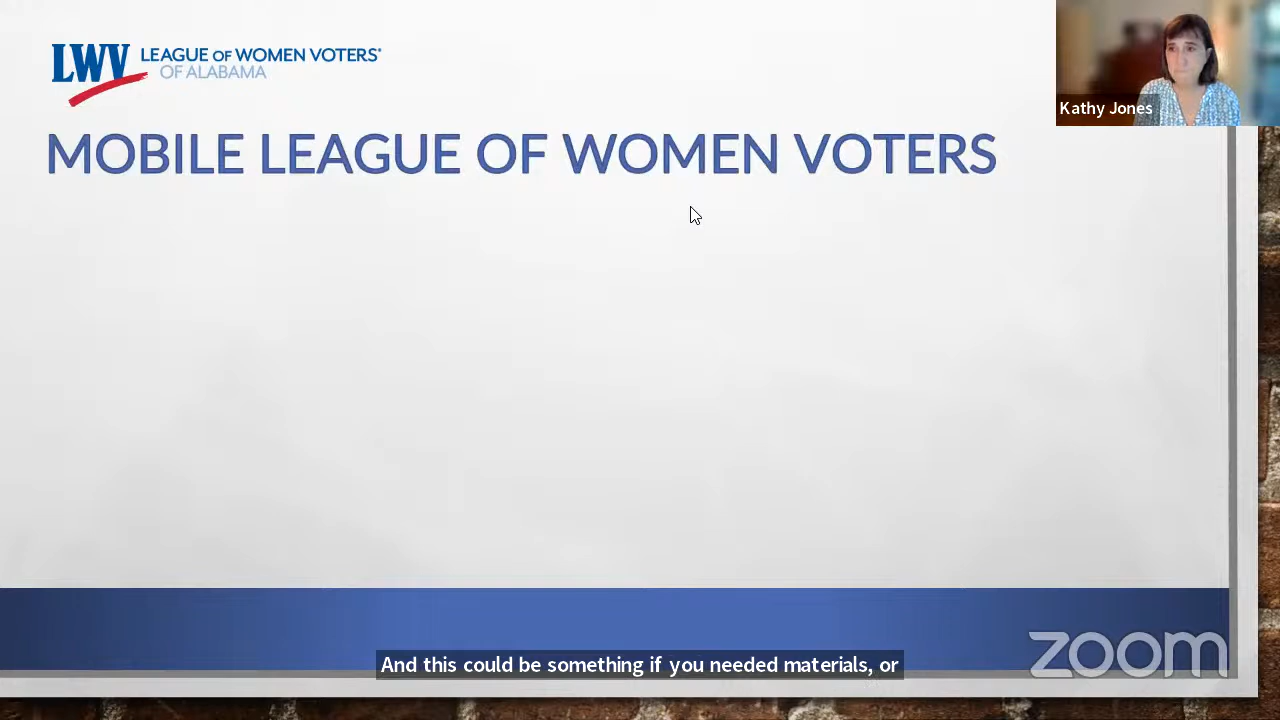 LWV LEAGUE OF WOMEN VOTERS®
OF ALABAMA
Kathy Jones
MOBILE LEAGUE OF WOMEN VOTERS
zoom
And this could be something if you needed materials, or